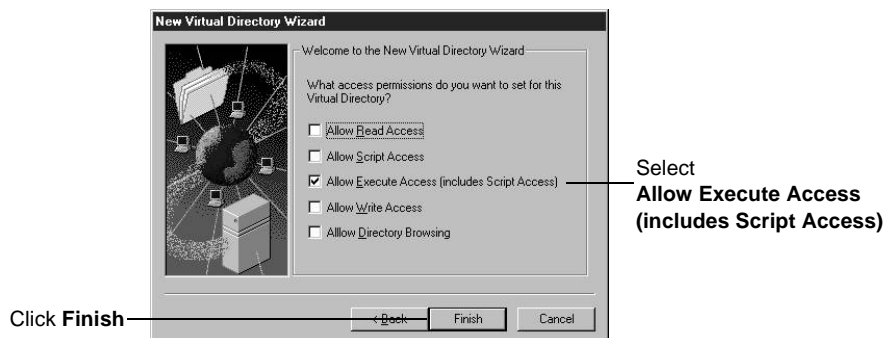 New Virtual Directory Wizard
Welcome to the New Virtual Directory Wizard
What access permissions do you want to set for this
Virtual Directory?
Allow Read Access
Allow Script Access
Allow Execute Access (includes Script Access)
Allow Write Access
Alllow Directory Browsing
Select
Allow Execute Access
(includes Script Access)
Click Finish
< Back
Finish
Cancel